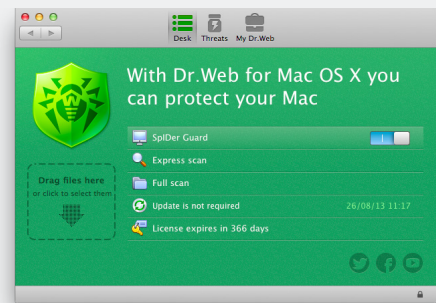 Desk Threats My Dr.Web
With Dr.Web for Mac OS X you
can protect your Mac
SpIDer Guard
Express scan
Full scan
Update is not required 26/08/13 11:17
License expires in 366 days
Drag files here
or click to select them